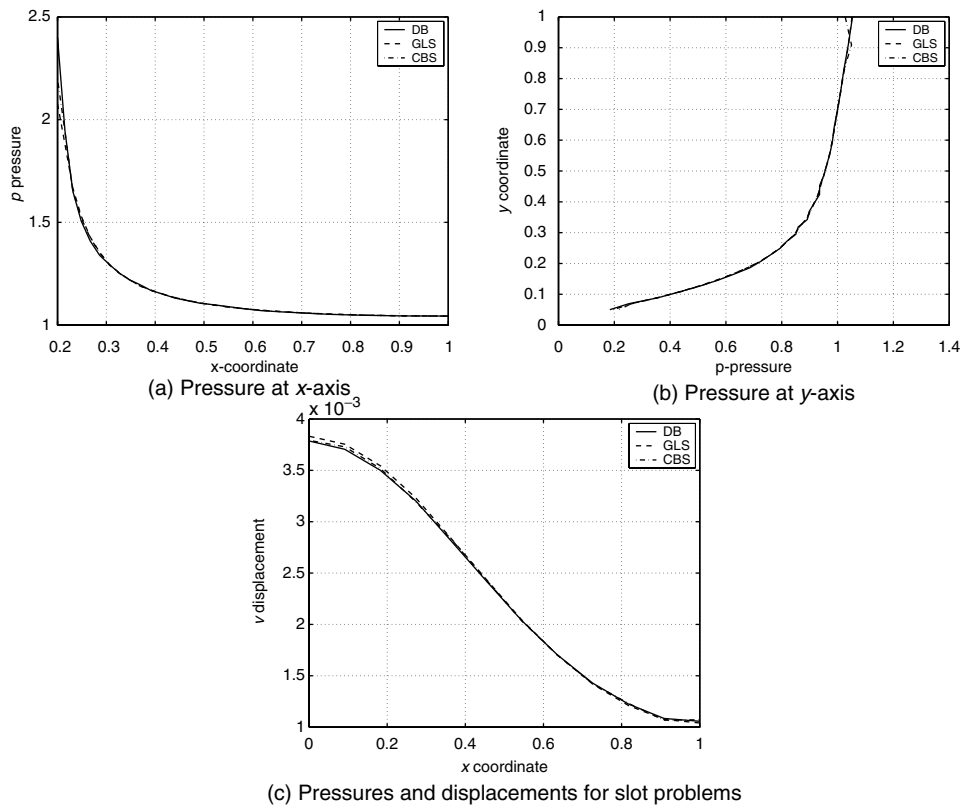 2.5
2
1.5
1
p pressure
0.2 0.3 0.4 0.5 0.6 0.7 0.8 0.9 1
x-coordinate
DB
GLS
CBS
(a) Pressure at x-axis
1
0.9
0.8
0.7
0.6
0.5
0.4
0.3
0.2
0.1
0
y coordinate
0 0.2 0.4 0.6 0.8 1 1.2 1.4
p-pressure
DB
GLS
CBS
(b) Pressure at y-axis
x 10⁻³
4
3.5
3
2.5
2
1.5
1
v displacement
0 0.2 0.4 0.6 0.8 1
x coordinate
DB
GLS
CBS
(c) Pressures and displacements for slot problems